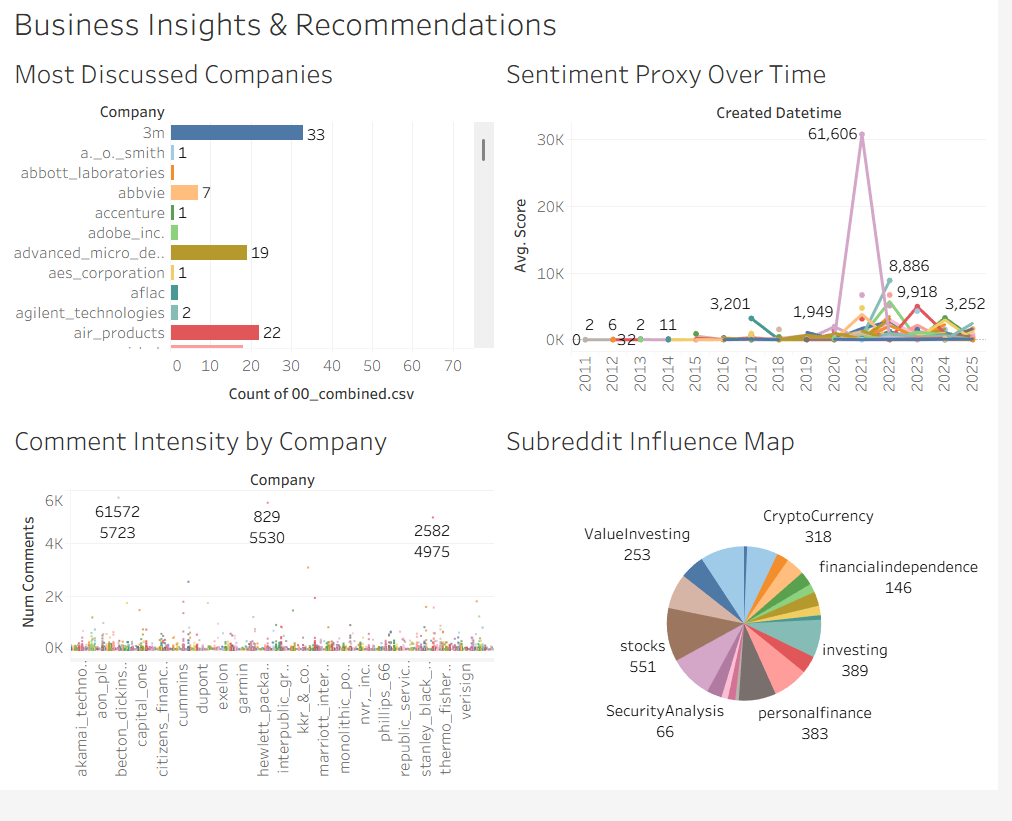 Business Insights & Recommendations
Most Discussed Companies
Company
3m
33
a._o._smith
1
abbott_laboratories
abbvie
7
accenture
1
adobe_inc.
advanced_micro_de..
19
aes_corporation
1
aflac
agilent_technologies
2
air_products
22
0 10 20 30 40 50 60 70
Count of 00_combined.csv
Sentiment Proxy Over Time
Created Datetime
Avg. Score
30K
20K
10K
0K
61,606
8,886
9,918
3,201
1,949
3,252
2 6 2 11
0
32
2011 2012 2013 2014 2015 2016 2017 2018 2019 2020 2021 2022 2023 2024 2025
Comment Intensity by Company
Company
Num Comments
6K
4K
2K
0K
61572
5723
829
5530
2582
4975
akamai_techno..
aon_plc
becton_dickins..
capital_one
citizens_financ..
cummins
dupont
exelon
garmin
hewlett_packa..
interpublic_gr..
kkr_&_co.
marriott_inter..
monolithic_po..
nvr,_inc.
phillips_66
republic_servic..
stanley_black_..
thermo_fisher..
verisign
Subreddit Influence Map
CryptoCurrency
318
ValueInvesting
253
financialindependence
146
stocks
551
investing
389
SecurityAnalysis
66
personalfinance
383